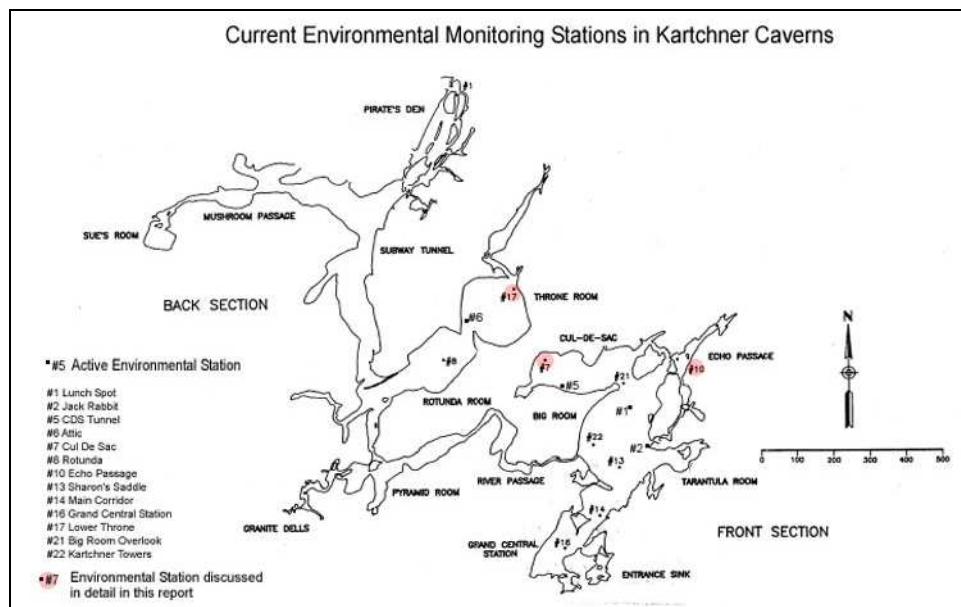 Current Environmental Monitoring Stations in Kartchner Caverns
#1
PIRATE'S DEN
MUSHROOM PASSAGE
SUE'S ROOM
SUBWAY TUNNEL
BACK SECTION
#17
THRONE ROOM
#6
N
CUL-DE-SAC
ECHO PASSAGE
#10
#8
#7
#5
#21
ROTUNDA ROOM
BIG ROOM
#1
#22
#2
#13
0 100 200 300 400 500
TARANTULA ROOM
RIVER PASSAGE
PYRAMID ROOM
GRANITE DELLS
#14
FRONT SECTION
GRAND CENTRAL
STATION
#16
ENTRANCE SINK
#5 Active Environmental Station
#1 Lunch Spot
#2 Jack Rabbit
#5 CDS Tunnel
#6 Attic
#7 Cul De Sac
#8 Rotunda
#10 Echo Passage
#13 Sharon's Saddle
#14 Main Corridor
#16 Grand Central Station
#17 Lower Throne
#21 Big Room Overlook
#22 Kartchner Towers
#7 Environmental Station discussed
in detail in this report